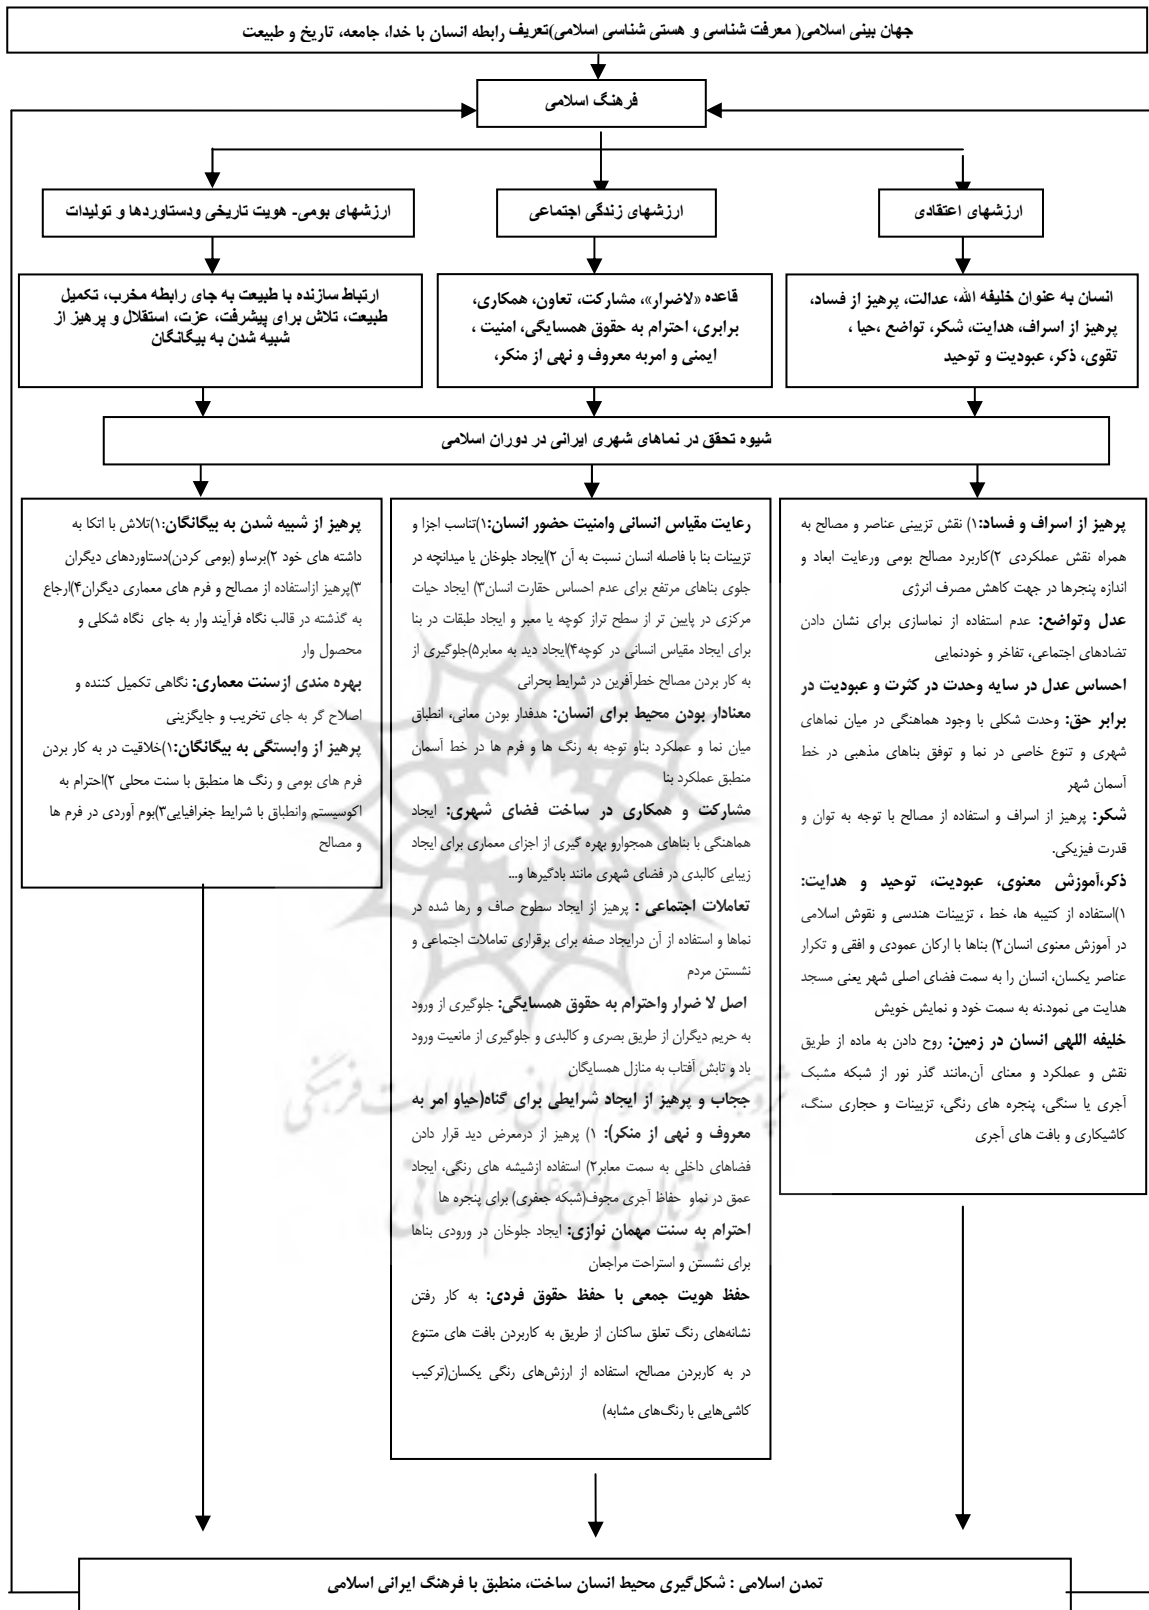 جهان بینی اسلامی( معرفت شناسی و هستی شناسی اسلامی)تعریف رابطه انسان با خدا، جامعه، تاریخ و طبیعت
فرهنگ اسلامی
ارزشهای اعتقادی
ارزشهای زندگی اجتماعی
ارزشهای بومی- هویت تاریخی ودستاوردها و تولیدات
انسان به عنوان خلیفه الله، عدالت، پرهیز از فساد،
پرهیز از اسراف، هدایت، شکر، تواضع ،حیا ،
تقوی، ذکر، عبودیت و توحید
قاعده «لاضرار»، مشارکت، تعاون، همکاری،
برابری، احترام به حقوق همسایگی، امنیت ،
ایمنی و امربه معروف و نهی از منکر،
ارتباط سازنده با طبیعت به جای رابطه مخرب، تکمیل
طبیعت، تلاش برای پیشرفت، عزت، استقلال و پرهیز از
شبیه شدن به بیگانگان
شیوه تحقق در نماهای شهری ایرانی در دوران اسلامی
پرهیز از اسراف و فساد:۱) نقش تزیینی عناصر و مصالح به
همراه نقش عملکردی ۲)کاربرد مصالح بومی ورعایت ابعاد و
اندازه پنجرها در جهت کاهش مصرف انرژی
عدل وتواضع: عدم استفاده از نماسازی برای نشان دادن
تضادهای اجتماعی، تفاخر و خودنمایی
احساس عدل در سایه وحدت در کثرت و عبودیت در
برابر حق: وحدت شکلی با وجود هماهنگی در میان نماهای
شهری و تنوع خاصی در نما و توفق بناهای مذهبی در خط
آسمان شهر
شکر: پرهیز از اسراف و استفاده از مصالح با توجه به توان و
قدرت فیزیکی.
ذکر،آموزش معنوی، عبودیت، توحید و هدایت:
۱)استفاده از کتیبه ها، خط ، تزیینات هندسی و نقوش اسلامی
در آموزش معنوی انسان۲) بناها با ارکان عمودی و افقی و تکرار
عناصر یکسان، انسان را به سمت فضای اصلی شهر یعنی مسجد
هدایت می نمود.نه به سمت خود و نمایش خویش
خلیفه اللهی انسان در زمین: روح دادن به ماده از طریق
نقش و عملکرد و معنای آن.مانند گذر نور از شبکه مشبک
آجری یا سنگی، پنجره های رنگی، تزیینات و حجاری سنگ،
کاشیکاری و بافت های آجری
رعایت مقیاس انسانی وامنیت حضور انسان:۱)تناسب اجزا و
تزیینات بنا با فاصله انسان نسبت به آن ۲)ایجاد جلوخان یا میدانچه در
جلوی بناهای مرتفع برای عدم احساس حقارت انسان۳) ایجاد حیات
مرکزی در پایین تر از سطح تراز کوچه یا معبر و ایجاد طبقات در بنا
برای ایجاد مقیاس انسانی در کوچه۴)ایجاد دید به معابر۵)جلوگیری از
به کار بردن مصالح خطرآفرین در شرایط بحرانی
معنادار بودن محیط برای انسان: هدفدار بودن معانی، انطباق
میان نما و عملکرد بناو توجه به رنگ ها و فرم ها در خط آسمان
منطبق عملکرد بنا
مشارکت و همکاری در ساخت فضای شهری: ایجاد
هماهنگی با بناهای همجوارو بهره گیری از اجزای معماری برای ایجاد
زیبایی کالبدی در فضای شهری مانند بادگیرها و...
تعاملات اجتماعی : پرهیز از ایجاد سطوح صاف و رها شده در
نماها و استفاده از آن درایجاد صفه برای برقراری تعاملات اجتماعی و
نشستن مردم
اصل لا ضرار واحترام به حقوق همسایگی: جلوگیری از ورود
به حریم دیگران از طریق بصری و کالبدی و جلوگیری از مانعیت ورود
باد و تابش آفتاب به منازل همسایگان
حجاب و پرهیز از ایجاد شرایطی برای گناه(حیاو امر به
معروف و نهی از منکر): ۱) پرهیز از درمعرض دید قرار دادن
فضاهای داخلی به سمت معابر۲) استفاده ازشیشه های رنگی، ایجاد
عمق در نماو حفاظ آجری مجوف(شبکه جعفری) برای پنجره ها
احترام به سنت مهمان نوازی: ایجاد جلوخان در ورودی بناها
برای نشستن و استراحت مراجعان
حفظ هویت جمعی با حفظ حقوق فردی: به کار رفتن
نشانه‌های رنگ تعلق ساکنان از طریق به کاربردن بافت های متنوع
در به کاربردن مصالح، استفاده از ارزش‌های رنگی یکسان(ترکیب
کاشی‌هایی با رنگ‌های مشابه)
پرهیز از شبیه شدن به بیگانگان:۱)تلاش با اتکا به
داشته های خود ۲)برساو (بومی کردن)دستاوردهای دیگران
۳)پرهیز ازاستفاده از مصالح و فرم های معماری دیگران۴)ارجاع
به گذشته در قالب نگاه فرآیند وار به جای نگاه شکلی و
محصول وار
بهره مندی ازسنت معماری: نگاهی تکمیل کننده و
اصلاح گر به جای تخریب و جایگزینی
پرهیز از وابستگی به بیگانگان:۱)خلاقیت در به کار بردن
فرم های بومی و رنگ ها منطبق با سنت محلی ۲)احترام به
اکوسیستم وانطباق با شرایط جغرافیایی۳)بوم آوردی در فرم ها
و مصالح
پژوهشگاه علوم انسانی و مطالعات فرهنگی
پرتال جامع علوم انسانی
تمدن اسلامی : شکل‌گیری محیط انسان ساخت، منطبق با فرهنگ ایرانی اسلامی